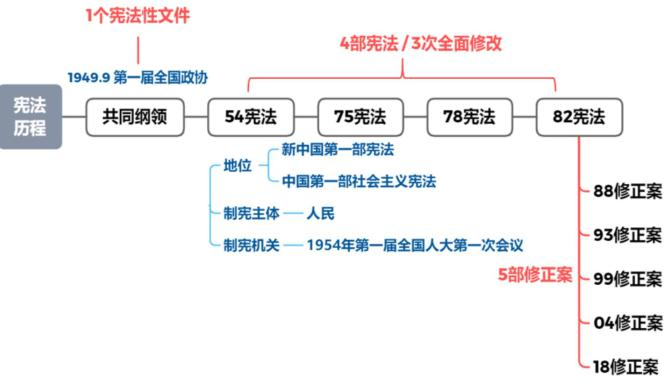 1个宪法性文件
4部宪法 / 3次全面修改
1949.9 第一届全国政协
宪法
历程
共同纲领
54宪法
75宪法
78宪法
82宪法
地位
新中国第一部宪法
中国第一部社会主义宪法
制宪主体
人民
制宪机关
1954年第一届全国人大第一次会议
5部修正案
88修正案
93修正案
99修正案
04修正案
18修正案